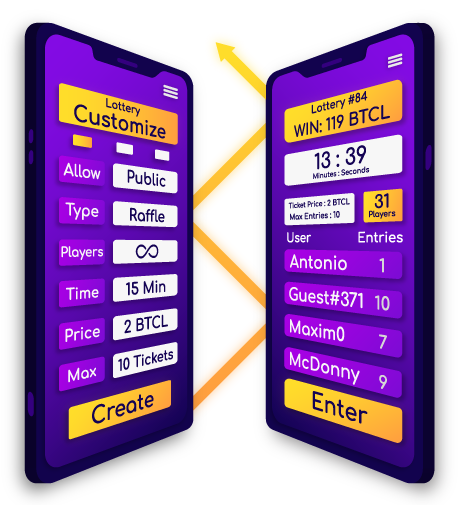 Lottery
Customize
Allow Public
Type Raffle
Players ∞
Time 15 Min
Price 2 BTCL
Max 10 Tickets
Create
Lottery #84
WIN: 119 BTCL
13 : 39
Minutes : Seconds
Ticket Price : 2 BTCL
Max Entries : 10
31
Players
User Entries
Antonio 1
Guest#371 10
Maxim0 7
McDonny 9
Enter